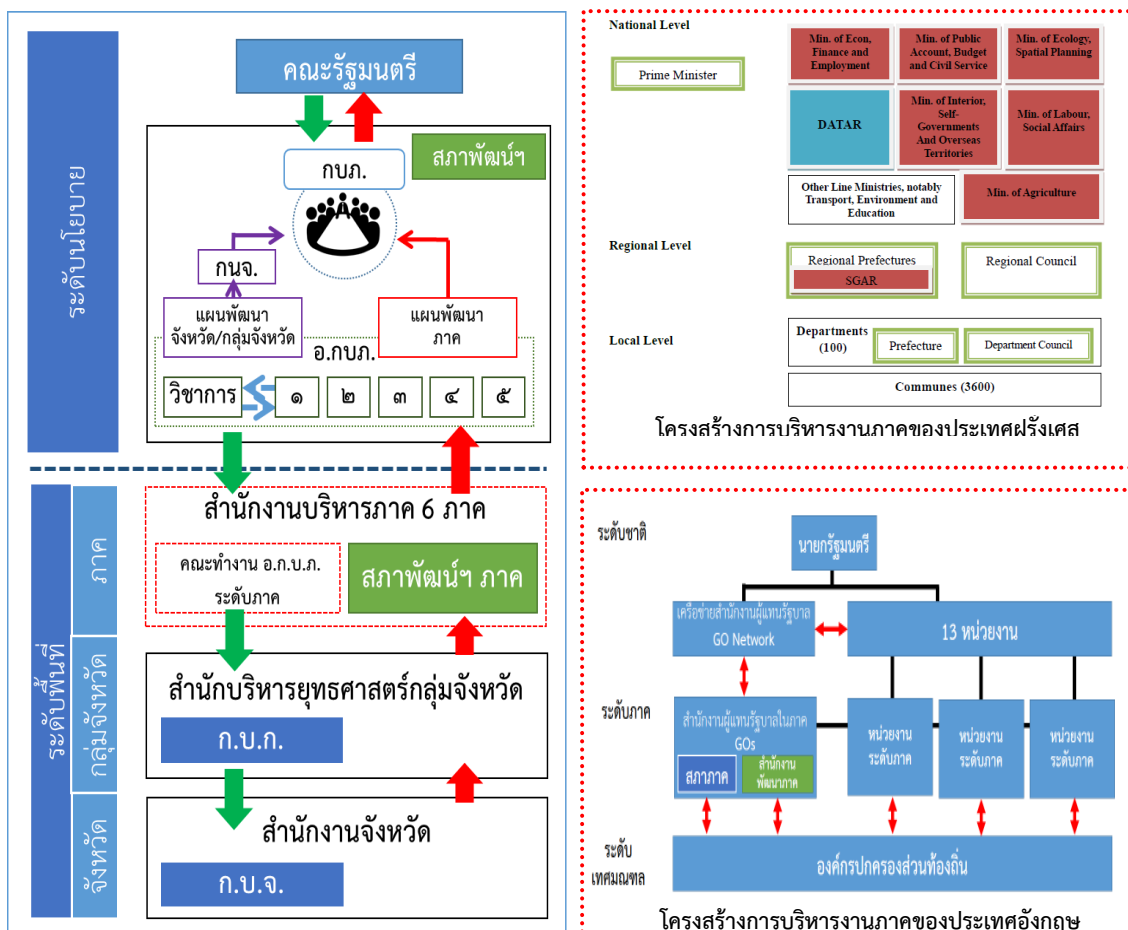 คณะรัฐมนตรี
สภาพัฒน์ฯ
กบภ.
กนจ.
แผนพัฒนา
จังหวัด/กลุ่มจังหวัด
แผนพัฒนา
ภาค
อ.กบภ.
วิชาการ
๑
๒
๓
๔
๕
ระดับนโยบาย
ระดับพื้นที่
ภาค
สำนักงานบริหารภาค 6 ภาค
คณะทำงาน อ.ก.บ.ภ.
ระดับภาค
สภาพัฒน์ฯ ภาค
กลุ่มจังหวัด
สำนักบริหารยุทธศาสตร์กลุ่มจังหวัด
ก.บ.ก.
จังหวัด
สำนักงานจังหวัด
ก.บ.จ.
National Level
Prime Minister
Min. of Econ,
Finance and
Employment
Min. of Public
Account, Budget
and Civil Service
Min. of Ecology,
Spatial Planning
DATAR
Min. of Interior,
Self-
Governments
And Overseas
Territories
Min. of Labour,
Social Affairs
Other Line Ministries, notably
Transport, Environment and
Education
Min. of Agriculture
Regional Level
Regional Prefectures
SGAR
Regional Council
Local Level
Departments
(100)
Prefecture
Department Council
Communes (3600)
โครงสร้างการบริหารงานภาคของประเทศฝรั่งเศส
ระดับชาติ
นายกรัฐมนตรี
เครือข่ายสำนักงานผู้แทนรัฐบาล
GO Network
13 หน่วยงาน
ระดับภาค
สำนักงานผู้แทนรัฐบาลในภาค
GOs
สภาภาค
สำนักงาน
พัฒนาภาค
หน่วยงาน
ระดับภาค
หน่วยงาน
ระดับภาค
หน่วยงาน
ระดับภาค
ระดับ
เทศมณฑล
องค์กรปกครองส่วนท้องถิ่น
โครงสร้างการบริหารงานภาคของประเทศอังกฤษ